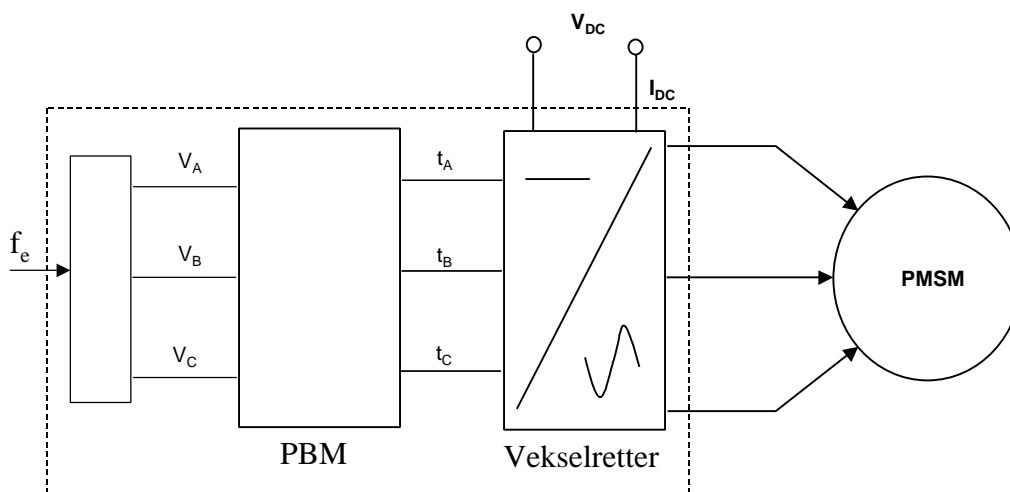 V_DC
I_DC
V_A
t_A
f_e
V_B
t_B
PMSM
V_C
t_C
PBM
Vekselretter